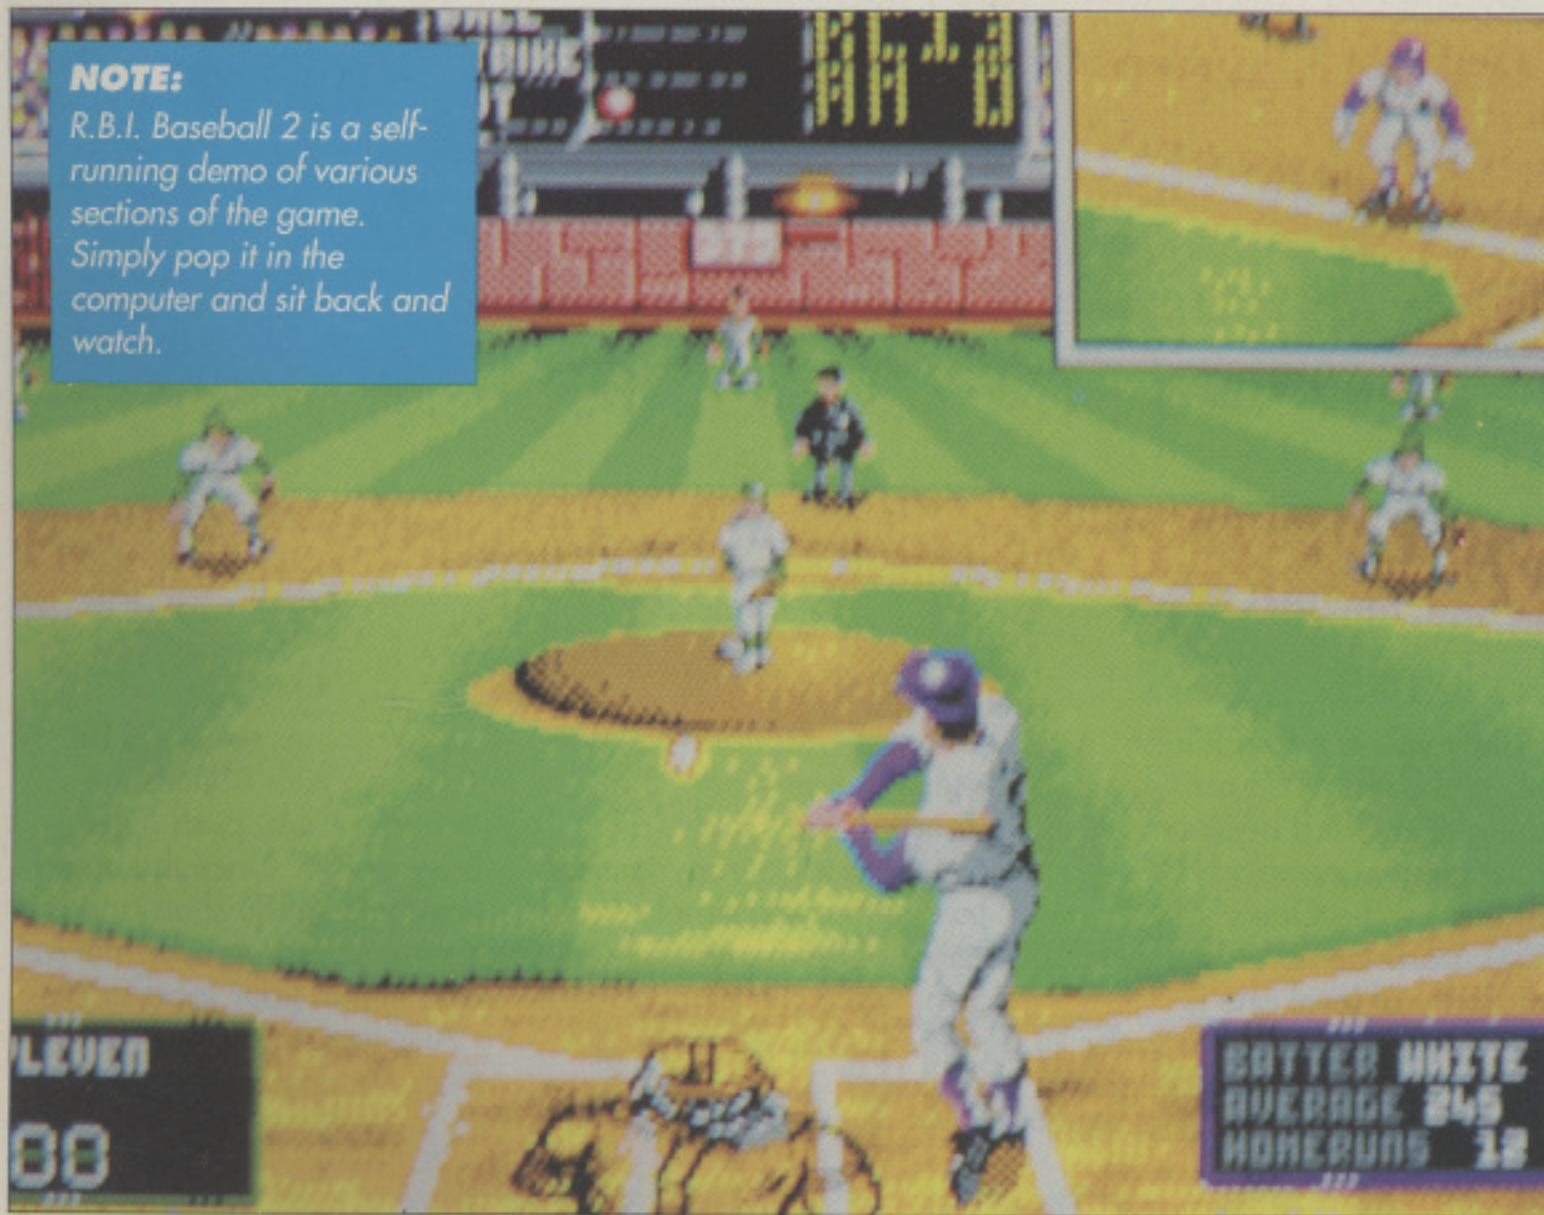 NOTE:
R.B.I. Baseball 2 is a self-
running demo of various
sections of the game.
Simply pop it in the
computer and sit back and
watch.
BALL
LEVEN
00
BATTER WHITE
AVERAGE 245
HOMERUNS 12